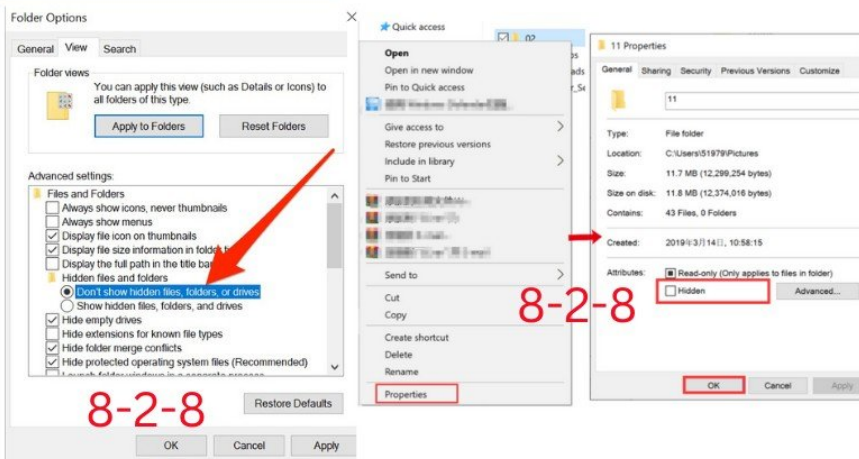 Folder Options
General View Search
Folder views
You can apply this view (such as Details or Icons) to
all folders of this type.
Apply to Folders Reset Folders
Advanced settings:
Files and Folders
Always show icons, never thumbnails
Always show menus
Display file icon on thumbnails
Display file size information in folder
Display the full path in the title
Hidden files and folders
Don't show hidden files, folders, or drives
Show hidden files, folders, and drives
Hide empty drives
Hide extensions for known file types
Hide folder merge conflicts
Hide protected operating system files (Recommended)
8-2-8
Restore Defaults
OK Cancel Apply
Quick access
02
Open
Open in new window
Pin to Quick access
Give access to
Restore previous versions
Include in library
Pin to Start
Send to
Cut
Copy
Create shortcut
Delete
Rename
Properties
8-2-8
11 Properties
General Sharing Security Previous Versions Customize
11
Type: File folder
Location: C:\Users\51979\Pictures
Size: 11.7 MB (12,299,254 bytes)
Size on disk: 11.8 MB (12,374,016 bytes)
Contains: 43 Files, 0 Folders
Created: 2019年3月14日, 10:58:15
Attributes: Read-only (Only applies to files in folder)
Hidden Advanced...
OK Cancel Apply